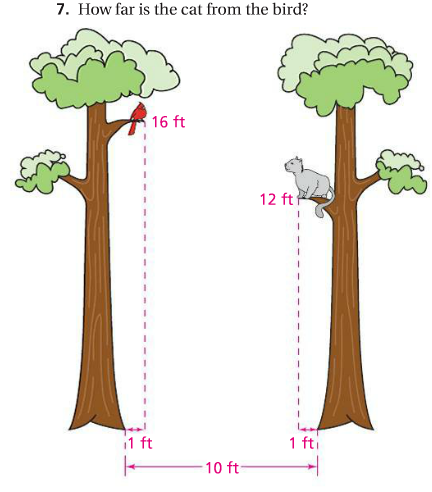 7. How far is the cat from the bird?
16 ft
12 ft
1 ft
1 ft
10 ft